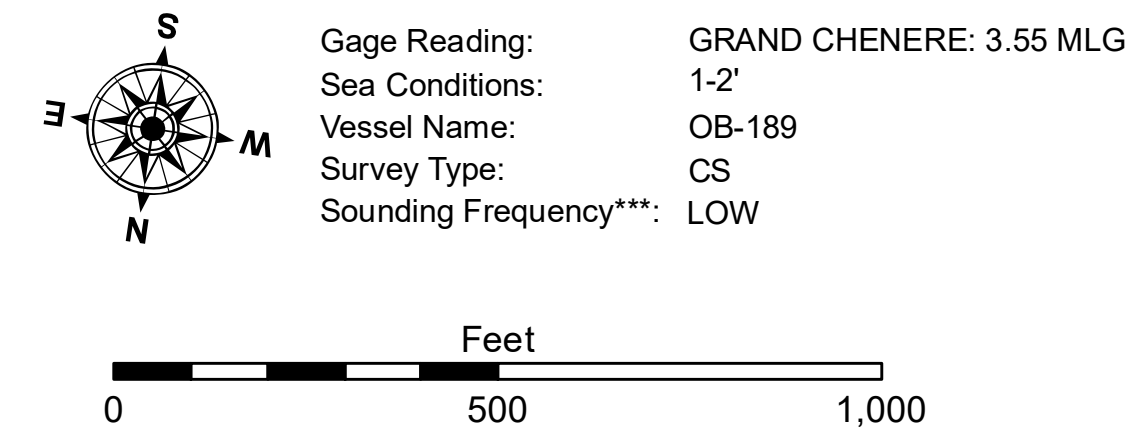 S
E
W
N
Gage Reading: GRAND CHENERE: 3.55 MLG
Sea Conditions: 1-2'
Vessel Name: OB-189
Survey Type: CS
Sounding Frequency***: LOW
Feet
0 500 1,000